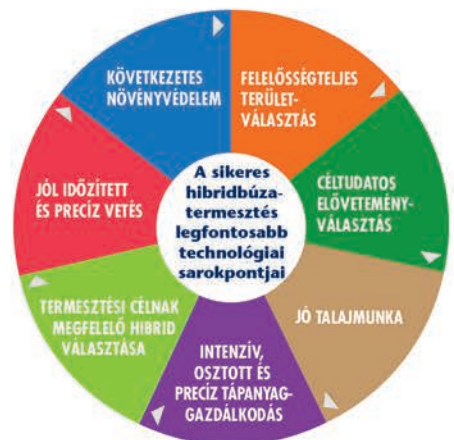 A sikeres
hibridbúza-
termesztés
legfontosabb
technológiai
sarokpontjai
FELELŐSSÉGTELJES
TERÜLET-
VÁLASZTÁS
CÉLTUDATOS
ELŐVETEMÉNY-
VÁLASZTÁS
JÓ TALAJMUNKA
INTENZÍV,
OSZTOTT ÉS
PRECÍZ TÁPANYAG-
GAZDÁLKODÁS
TERMESZTÉSI CÉLNAK
MEGFELELŐ HIBRID
VÁLASZTÁSA
JÓL IDŐZÍTETT
ÉS PRECÍZ VETÉS
KÖVETKEZETES
NÖVÉNYVÉDELEM